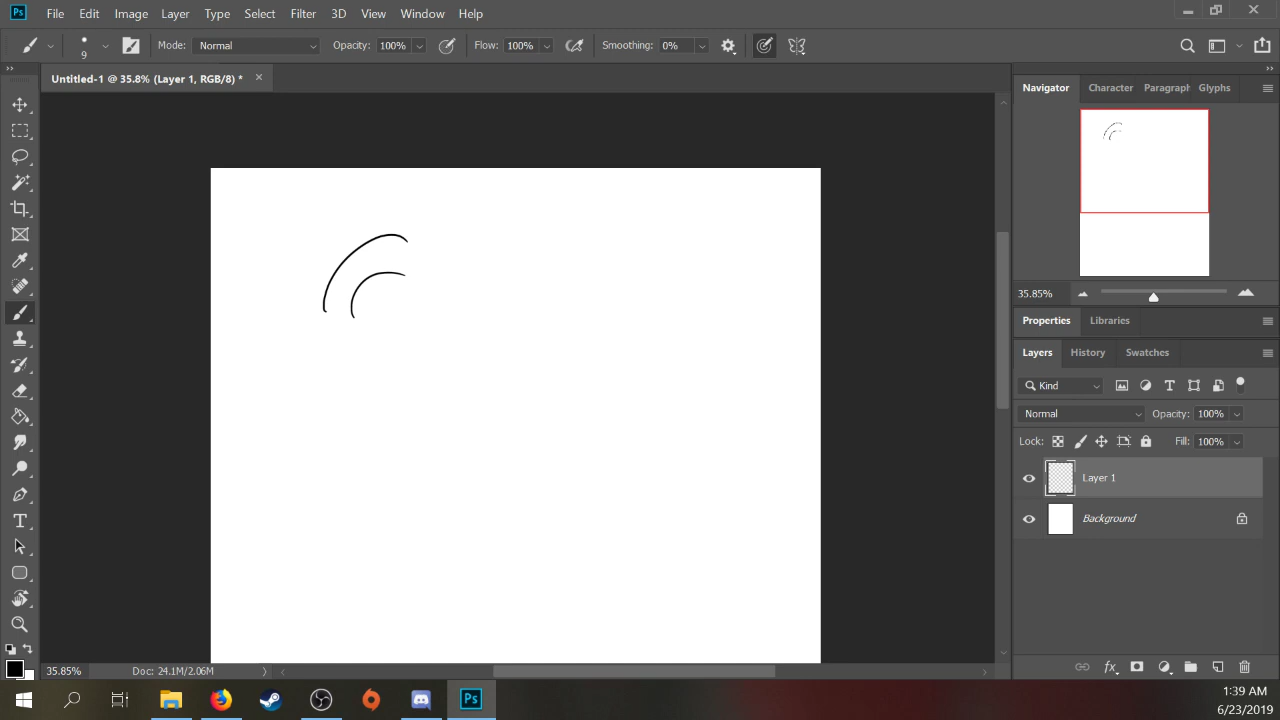 Ps File Edit Image Layer Type Select Filter 3D View Window Help
9 Mode: Normal Opacity: 100% Flow: 100% Smoothing: 0%
Untitled-1 @ 35.8% (Layer 1, RGB/8) *
Navigator Character Paragraph Glyphs
35.85%
Properties Libraries
Layers History Swatches
Kind
Normal Opacity: 100%
Lock: Fill: 100%
Layer 1
Background
35.85% Doc: 24.1M/2.06M
Ps
1:39 AM
6/23/2019